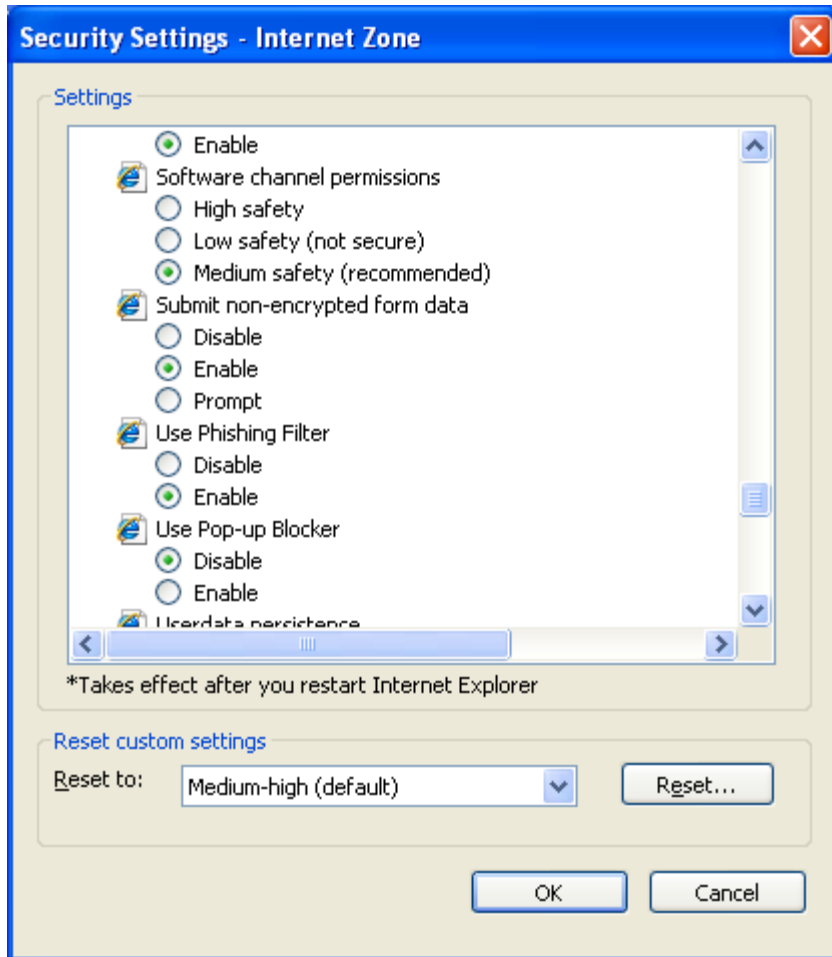 Security Settings - Internet Zone
Settings
Enable
Software channel permissions
High safety
Low safety (not secure)
Medium safety (recommended)
Submit non-encrypted form data
Disable
Enable
Prompt
Use Phishing Filter
Disable
Enable
Use Pop-up Blocker
Disable
Enable
Userdata persistence
*Takes effect after you restart Internet Explorer
Reset custom settings
Reset to: Medium-high (default) Reset...
OK Cancel